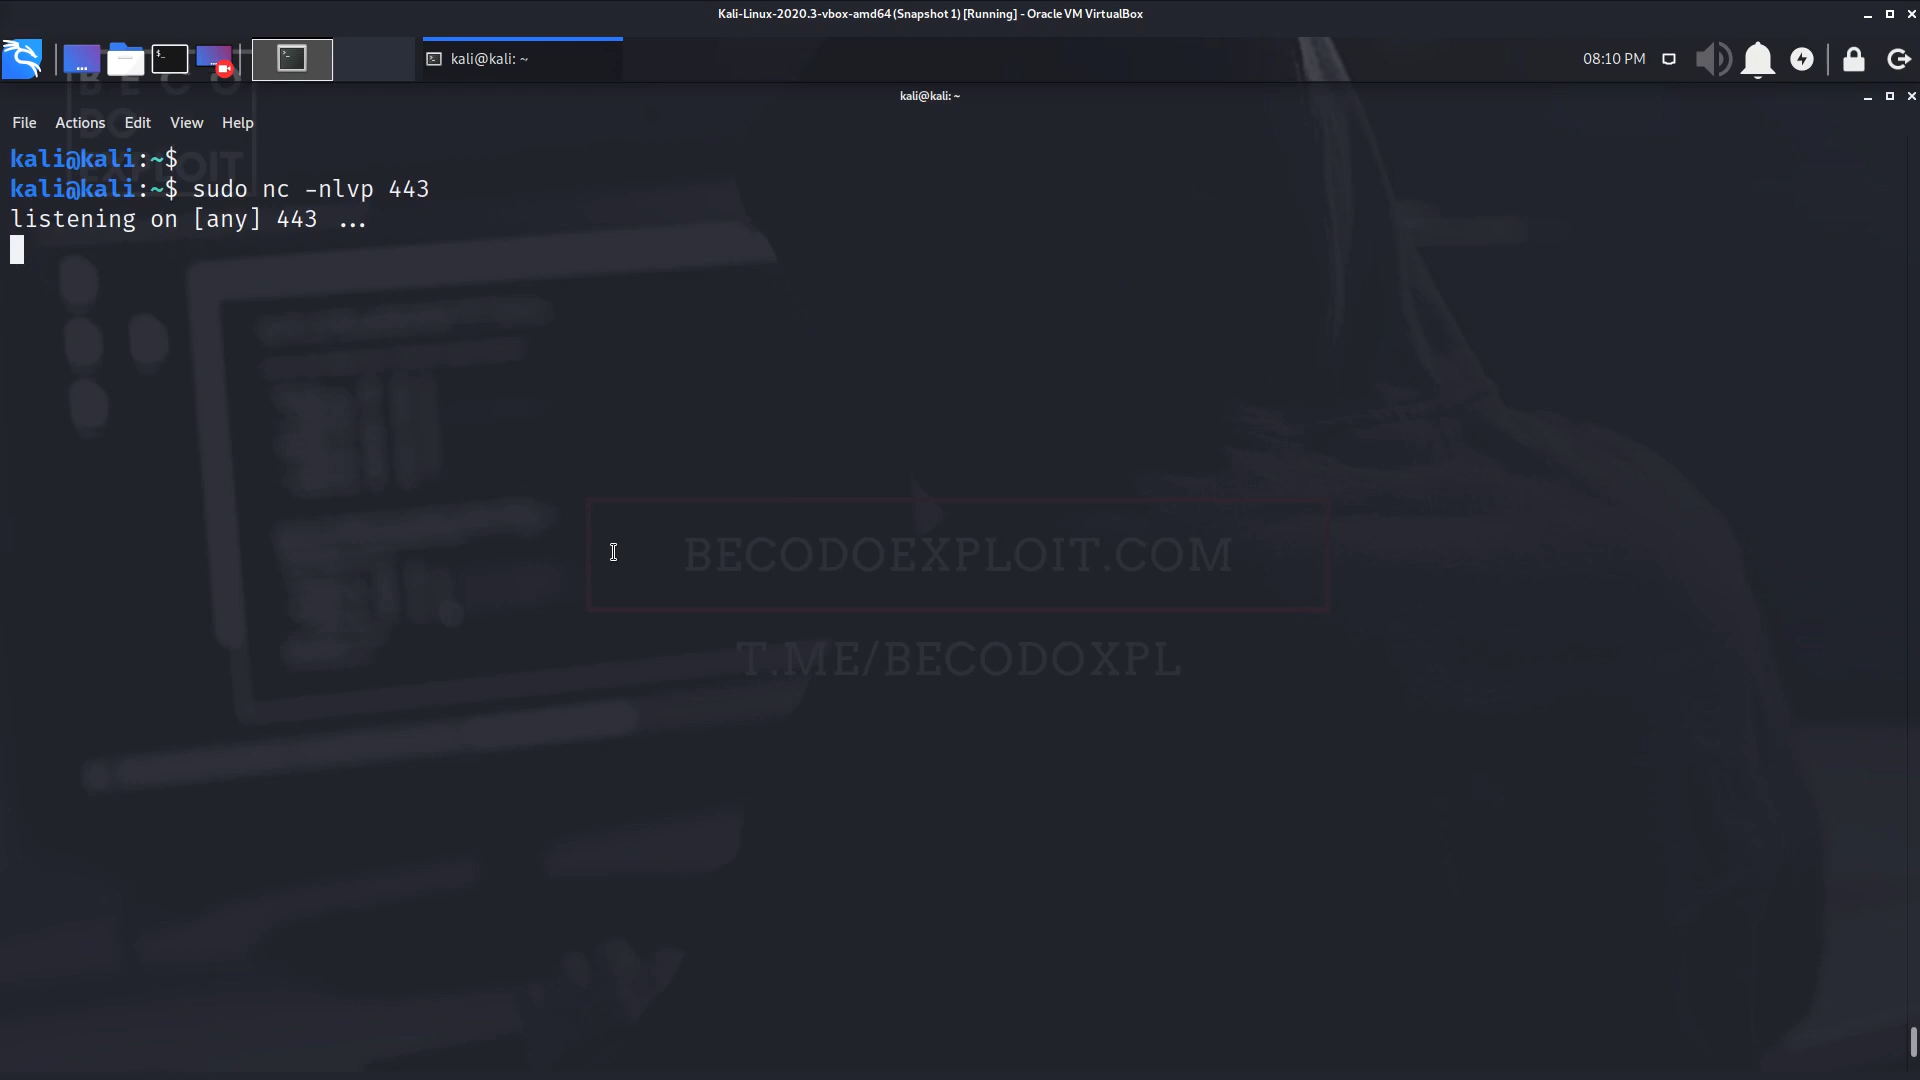 Kali-Linux-2020.3-vbox-amd64 (Snapshot 1) [Running] - Oracle VM VirtualBox
kali@kali: ~
08:10 PM
kali@kali: ~
File Actions Edit View Help
kali@kali:~$
kali@kali:~$ sudo nc -nlvp 443
listening on [any] 443 ...
B E C O
DO
EXPLOIT
BECODOEXPLOIT.COM
T.ME/BECODOXPL